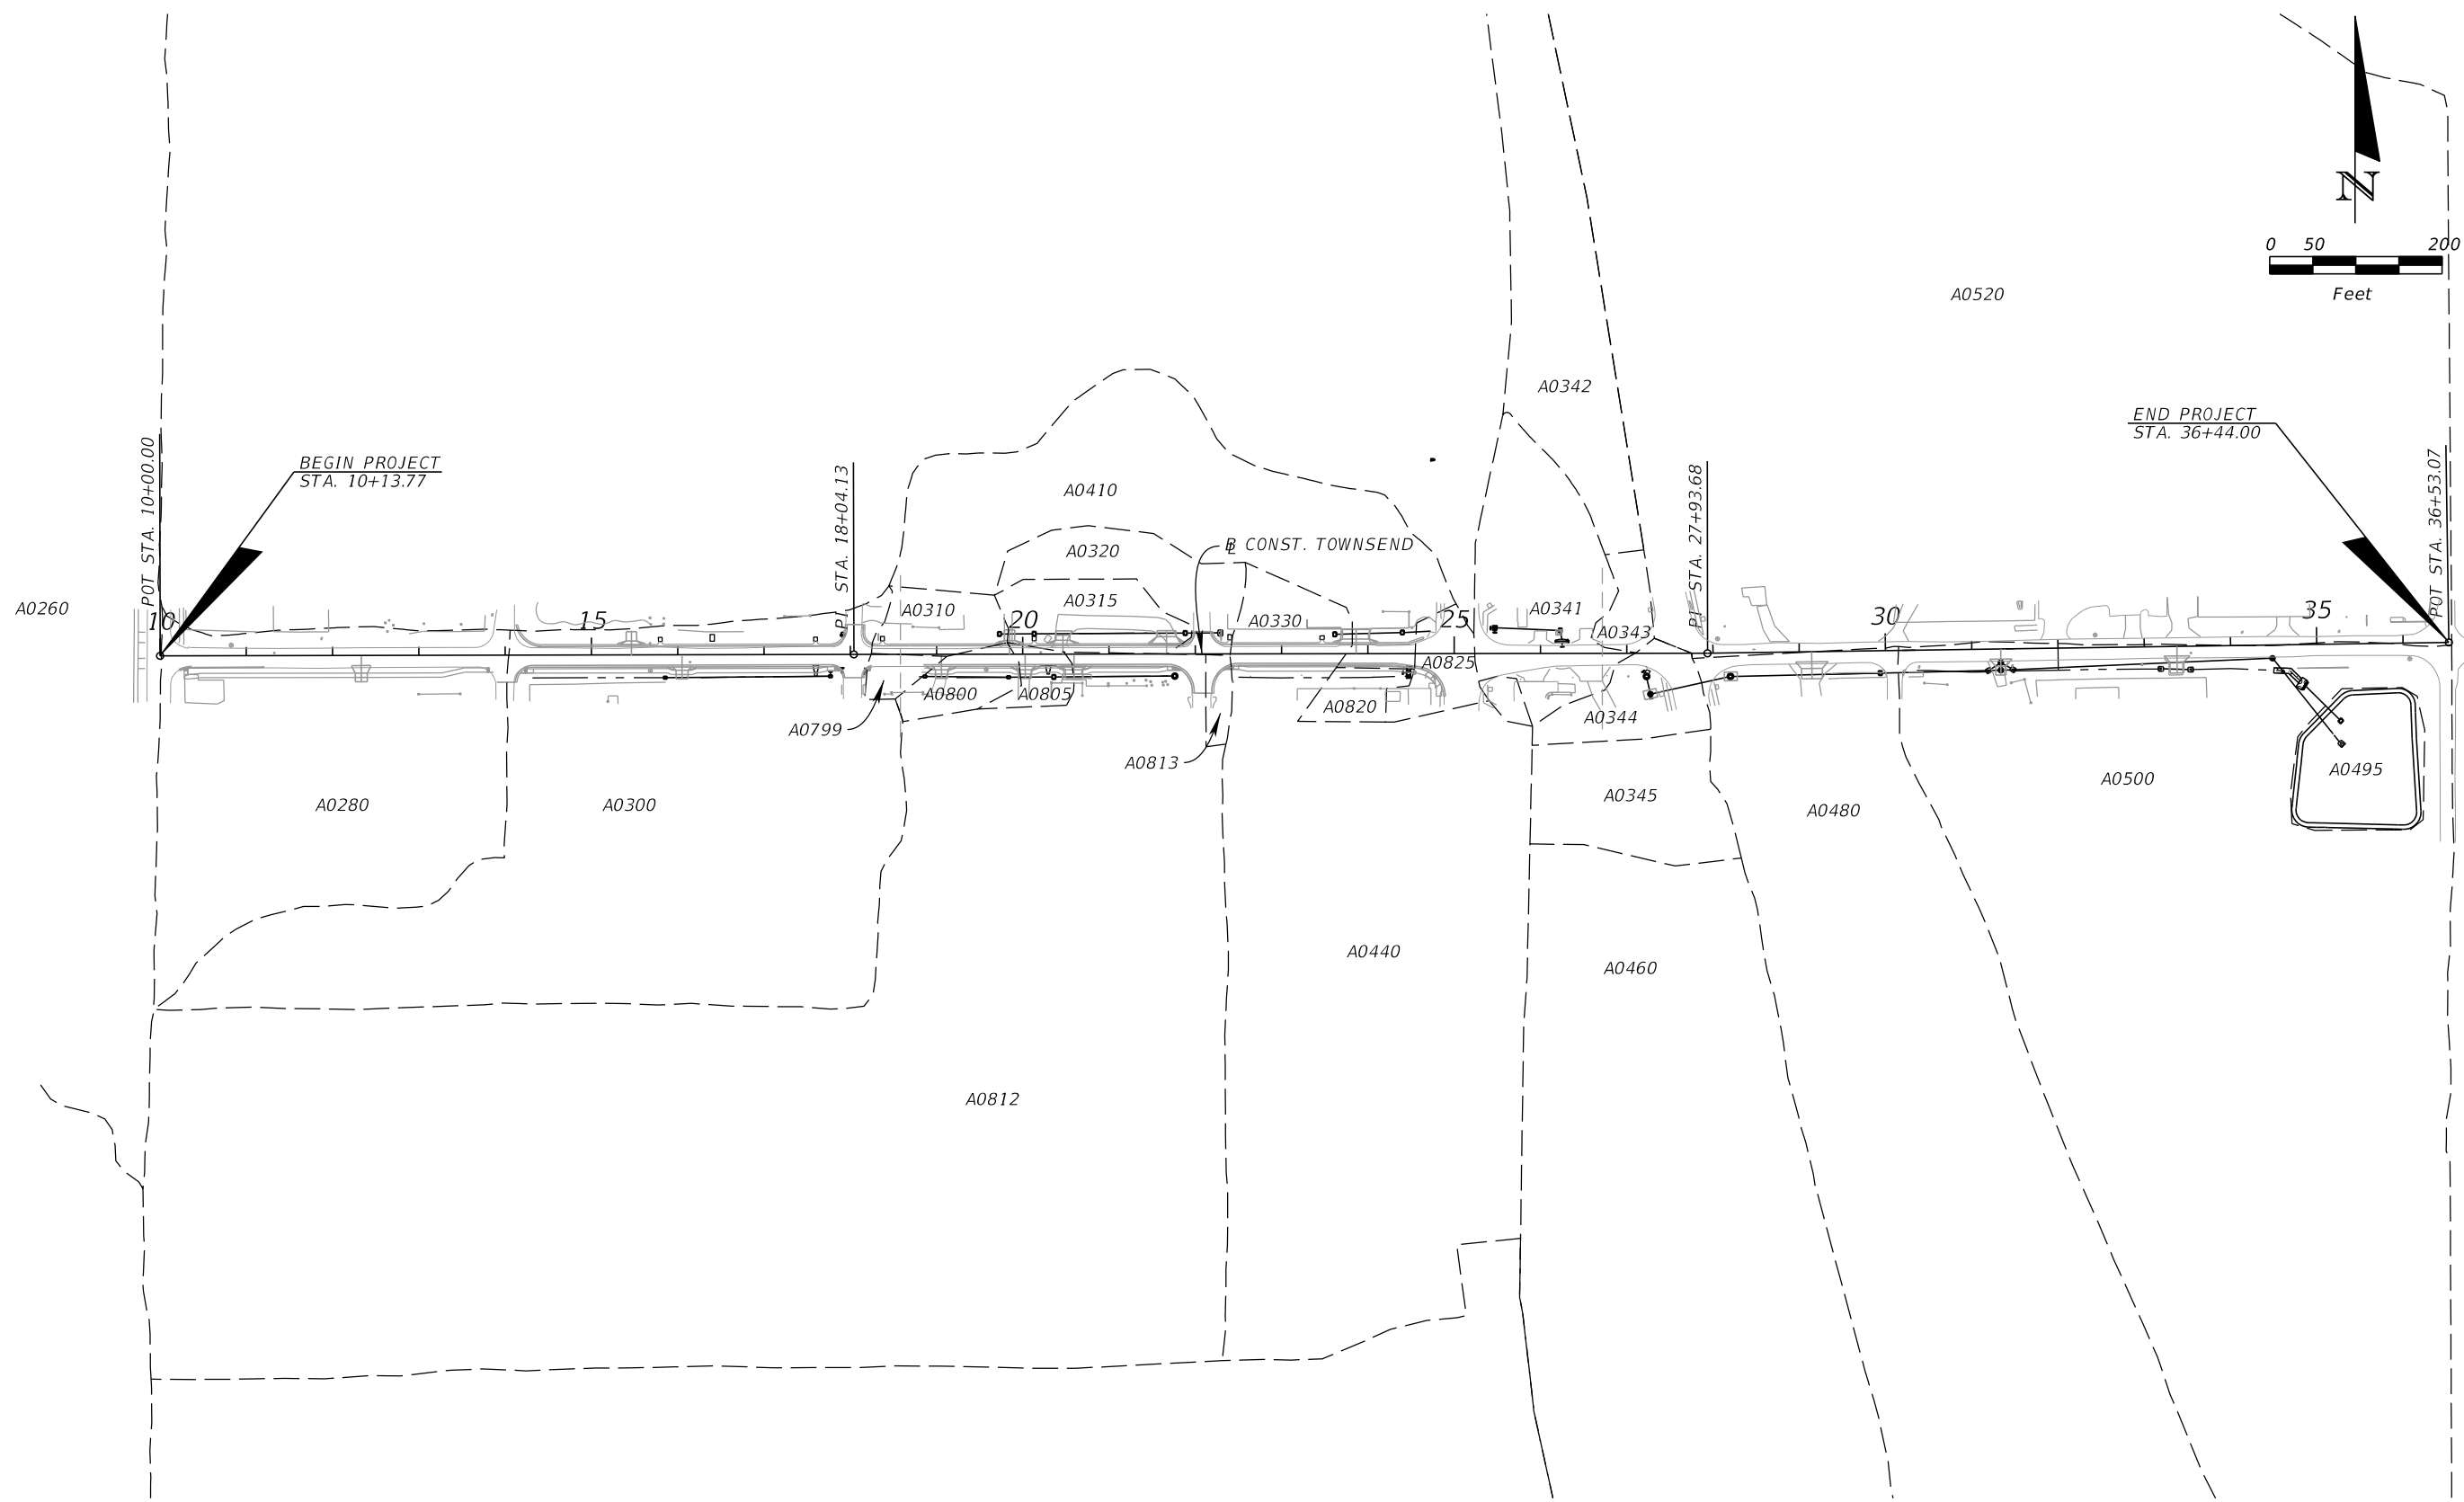 N
0 50 200
Feet
A0520
A0342
END PROJECT
STA. 36+44.00
BEGIN PROJECT
STA. 10+13.77
POT STA. 10+00.00
PI STA. 18+04.13
PI STA. 27+93.68
POT STA. 36+53.07
A0410
A0320
℄ CONST. TOWNSEND
A0260
10
15
20
25
30
35
A0310
A0315
A0330
A0341
A0343
A0825
A0800
A0805
A0820
A0344
A0799
A0813
A0280
A0300
A0345
A0480
A0500
A0495
A0440
A0460
A0812